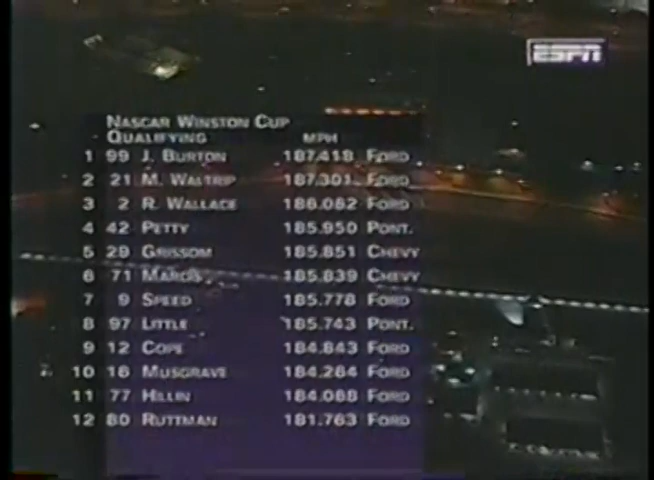 ESPN
NASCAR WINSTON CUP
QUALIFYING MPH
1 99 J. BURTON 187.418 FORD
2 21 M. WALTRIP 187.301 FORD
3 2 R. WALLACE 186.082 FORD
4 42 PETTY 185.950 PONT.
5 29 GRISSOM 185.851 CHEVY
6 71 MARCIS 185.839 CHEVY
7 9 SPEED 185.778 FORD
8 97 LITTLE 185.743 PONT.
9 12 COPE 184.843 FORD
10 16 MUSGRAVE 184.284 FORD
11 77 HILLIN 184.088 FORD
12 80 RUTTMAN 181.763 FORD